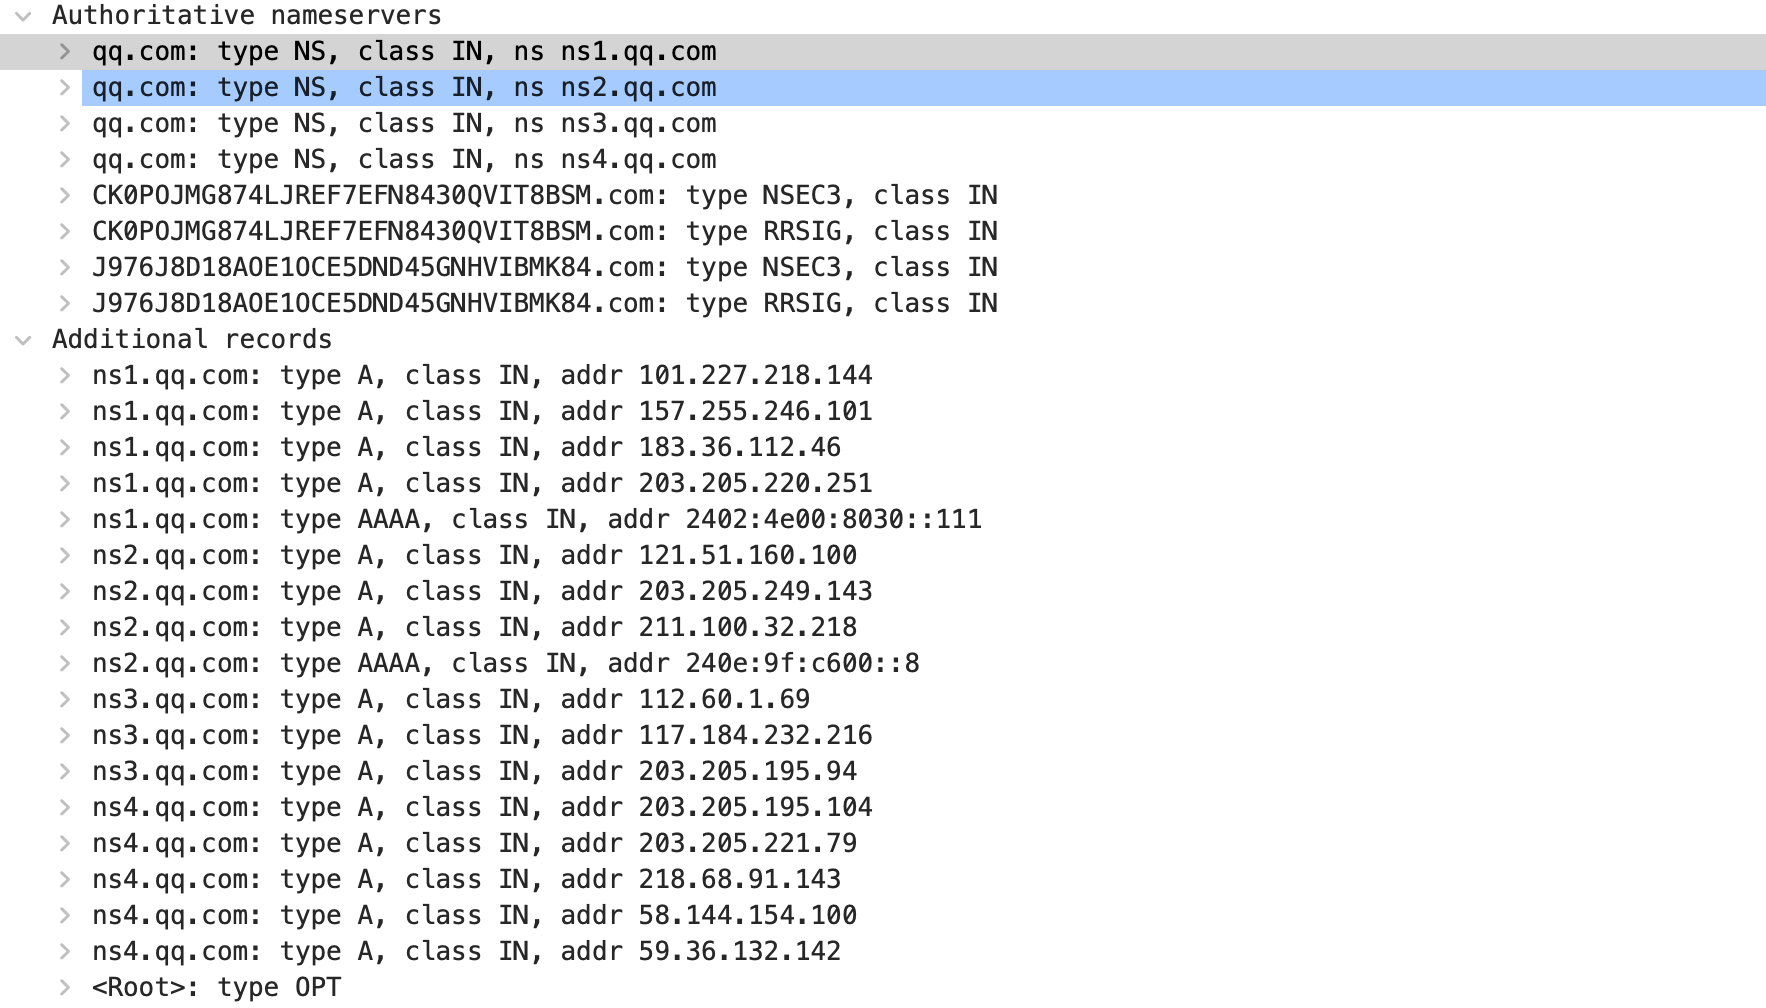 Authoritative nameservers
qq.com: type NS, class IN, ns ns1.qq.com
qq.com: type NS, class IN, ns ns2.qq.com
qq.com: type NS, class IN, ns ns3.qq.com
qq.com: type NS, class IN, ns ns4.qq.com
CK0POJMG874LJREF7EFN8430QVIT8BSM.com: type NSEC3, class IN
CK0POJMG874LJREF7EFN8430QVIT8BSM.com: type RRSIG, class IN
J976J8D18AOE1OCE5DND45GNHVIBMK84.com: type NSEC3, class IN
J976J8D18AOE1OCE5DND45GNHVIBMK84.com: type RRSIG, class IN
Additional records
ns1.qq.com: type A, class IN, addr 101.227.218.144
ns1.qq.com: type A, class IN, addr 157.255.246.101
ns1.qq.com: type A, class IN, addr 183.36.112.46
ns1.qq.com: type A, class IN, addr 203.205.220.251
ns1.qq.com: type AAAA, class IN, addr 2402:4e00:8030::111
ns2.qq.com: type A, class IN, addr 121.51.160.100
ns2.qq.com: type A, class IN, addr 203.205.249.143
ns2.qq.com: type A, class IN, addr 211.100.32.218
ns2.qq.com: type AAAA, class IN, addr 240e:9f:c600::8
ns3.qq.com: type A, class IN, addr 112.60.1.69
ns3.qq.com: type A, class IN, addr 117.184.232.216
ns3.qq.com: type A, class IN, addr 203.205.195.94
ns4.qq.com: type A, class IN, addr 203.205.195.104
ns4.qq.com: type A, class IN, addr 203.205.221.79
ns4.qq.com: type A, class IN, addr 218.68.91.143
ns4.qq.com: type A, class IN, addr 58.144.154.100
ns4.qq.com: type A, class IN, addr 59.36.132.142
<Root>: type OPT